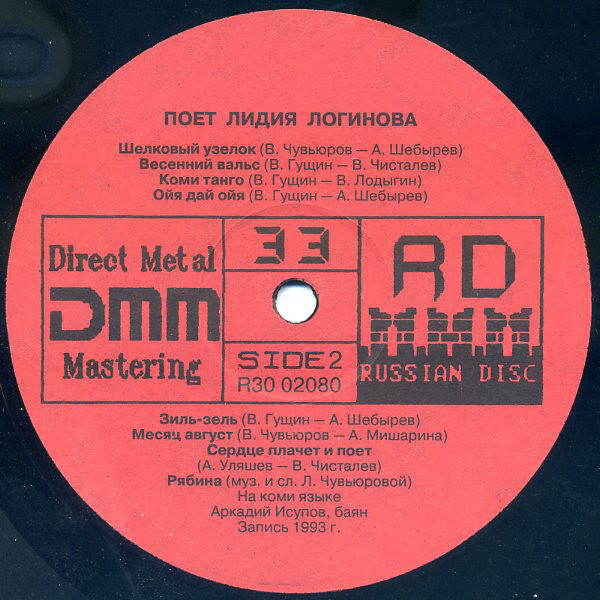 ПОЕТ ЛИДИЯ ЛОГИНОВА
Шелковый узелок (В. Чувьюров — А. Шебырев)
Весенний вальс (В. Гущин — В. Чисталев)
Коми танго (В. Гущин — В. Лодыгин)
Ойя дай ойя (В. Гущин — А. Шебырев)
Direct Metal
DMM
Mastering
33
SIDE 2
R30 02080
RD
RUSSIAN DISC
Зиль-зель (В. Гущин — А. Шебырев)
Месяц август (В. Чувьюров — А. Мишарина)
Сердце плачет и поет
(А. Уляшев — В. Чисталев)
Рябина (муз. и сл. Л. Чувьюровой)
На коми языке
Аркадий Исупов, баян
Запись 1993 г.